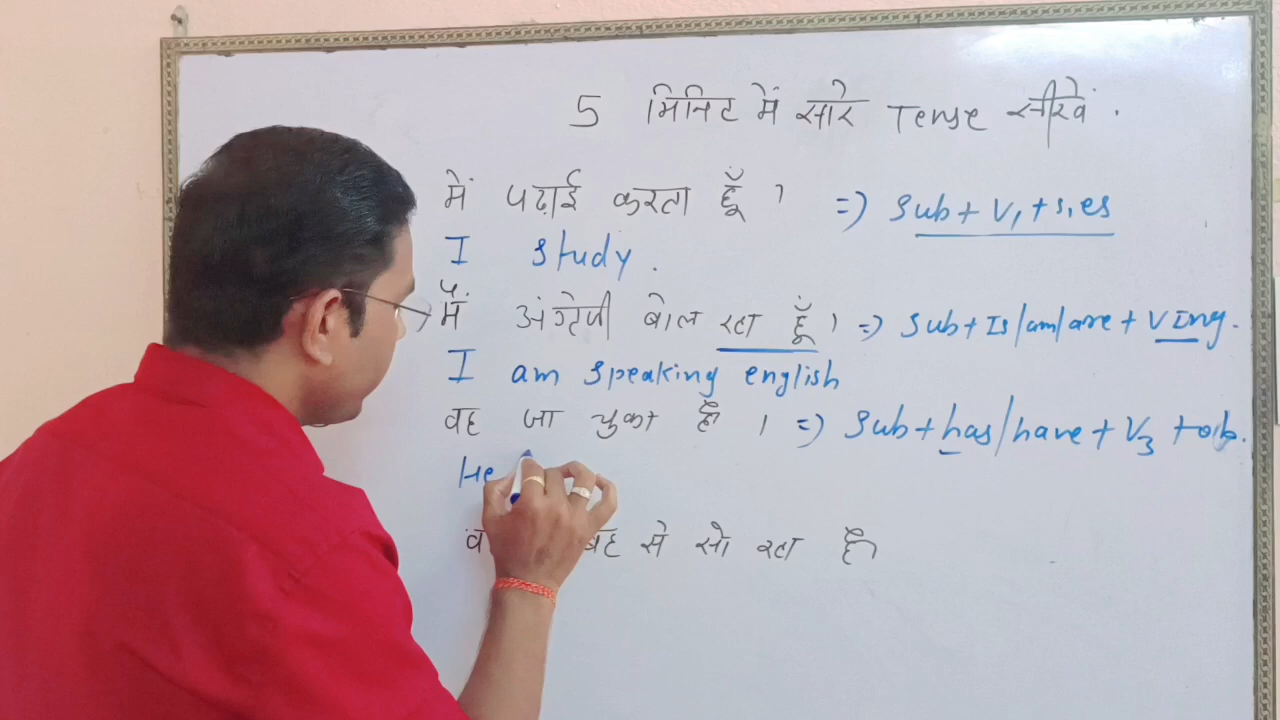 5 मिनिट में सारे Tense सीखें .
में पढ़ाई करता हूँ । => Sub + V1 + s, es
I study .
मैं अंग्रेजी बोल रहा हूँ । => Sub + Is/am/are + VIng.
I am speaking english
वह जा चुका है । => Sub + has/have + V3 + ob.
He
से सो रहा है